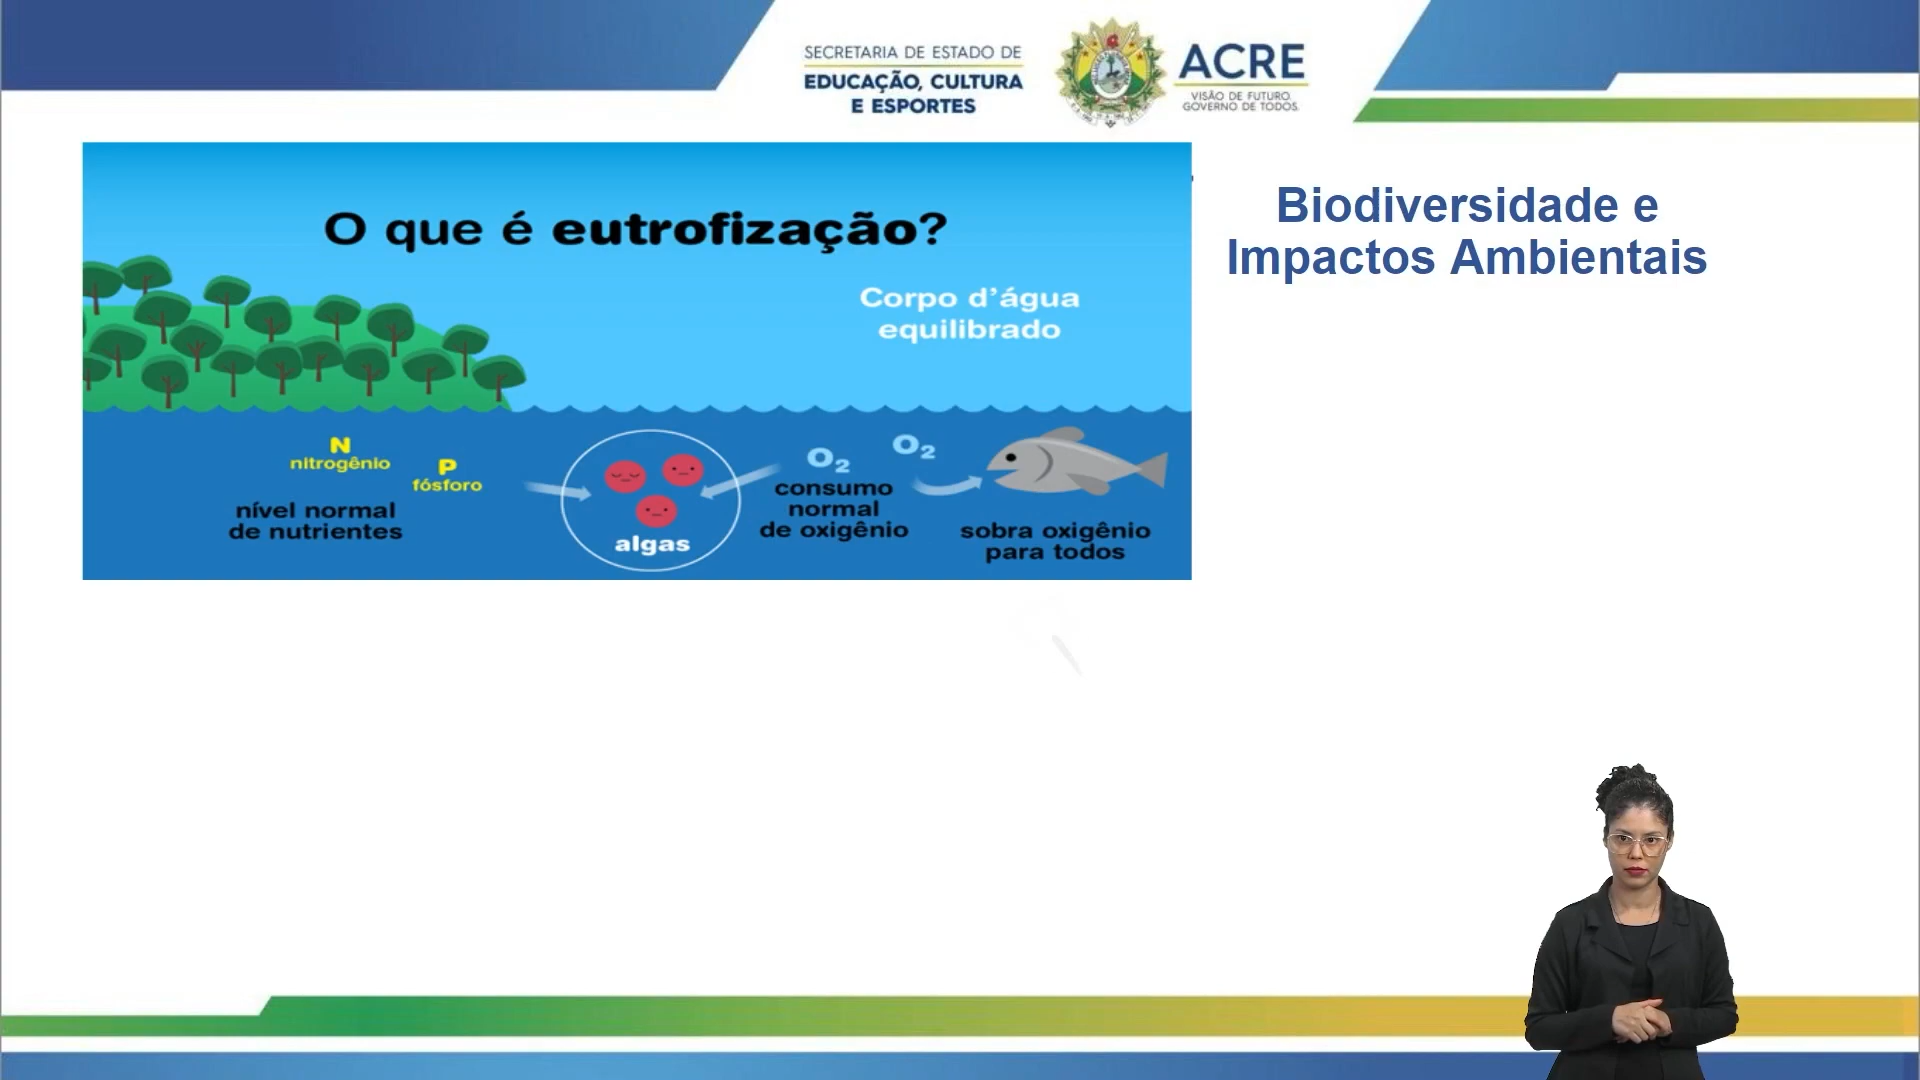 SECRETARIA DE ESTADO DE
EDUCAÇÃO, CULTURA
E ESPORTES
ACRE
VISÃO DE FUTURO.
GOVERNO DE TODOS.
O que é eutrofização?
Corpo d’água
equilibrado
N
nitrogênio
P
fósforo
nível normal
de nutrientes
algas
O₂
O₂
consumo
normal
de oxigênio
sobra oxigênio
para todos
Biodiversidade e
Impactos Ambientais